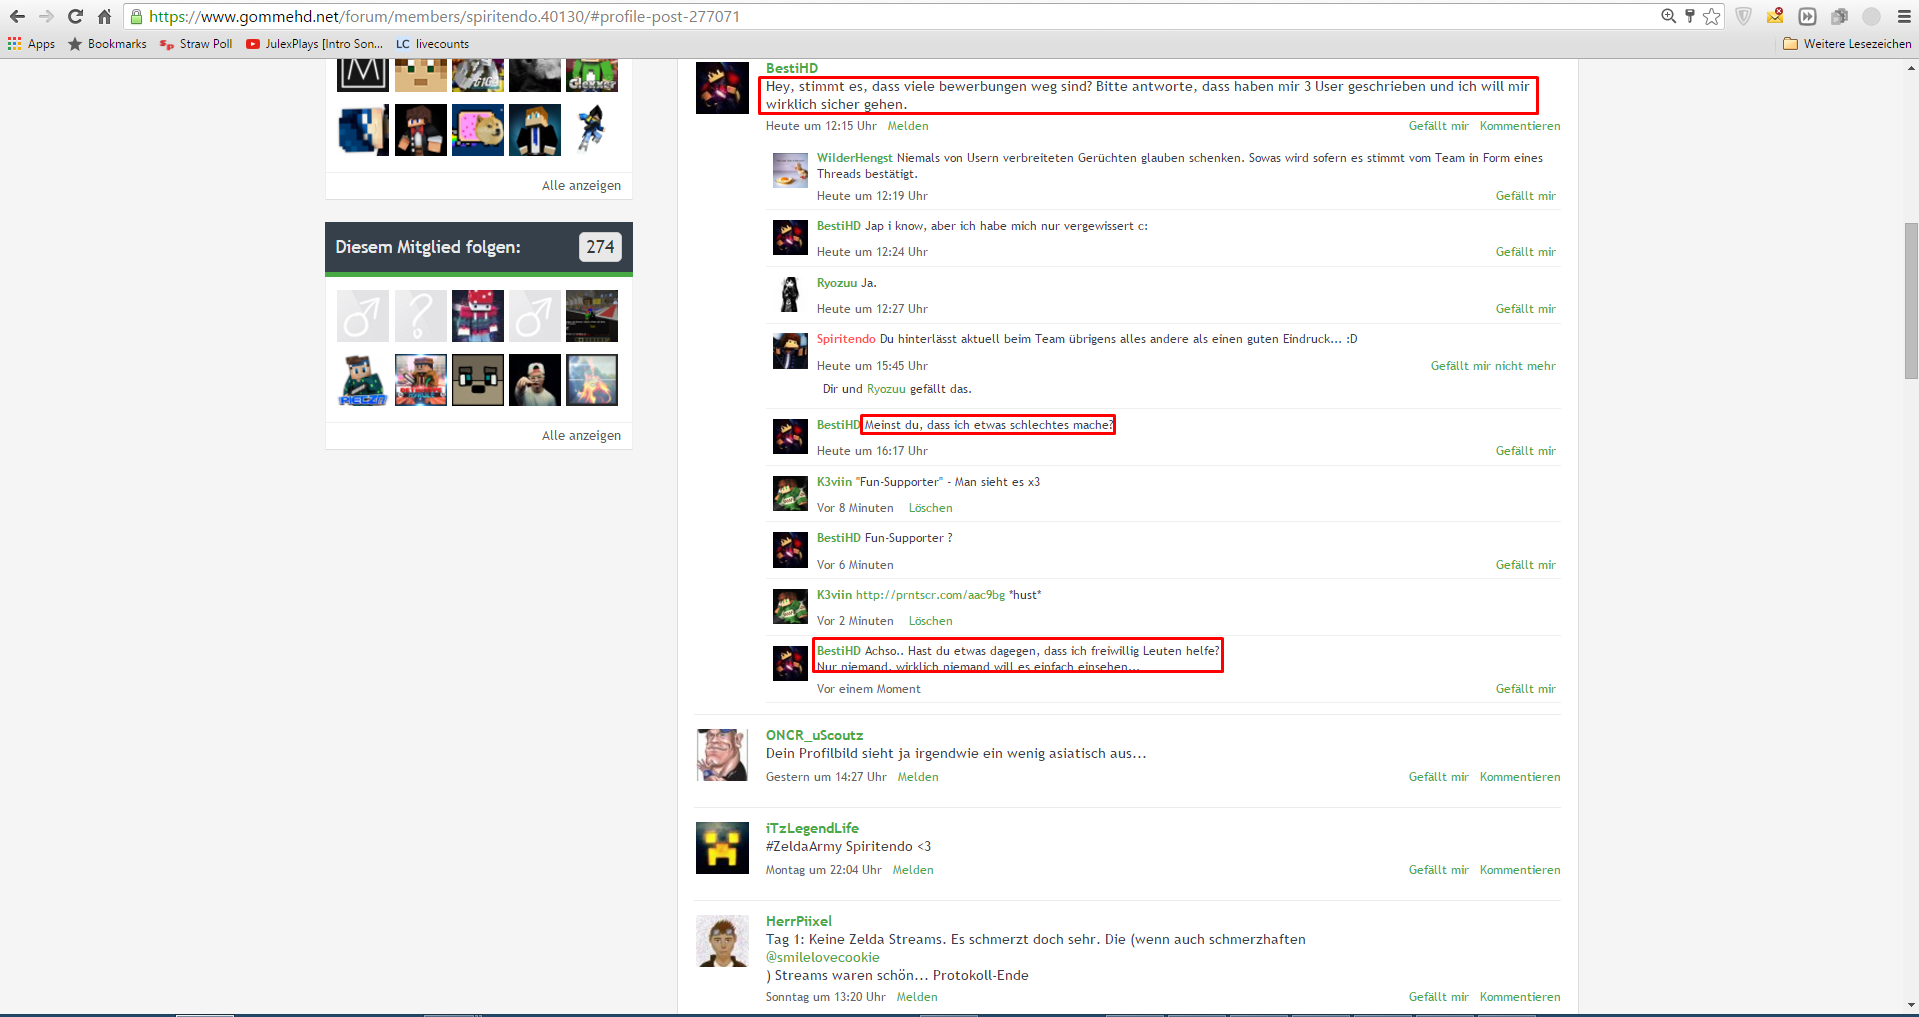 https://www.gommehd.net/forum/members/spiritendo.40130/#profile-post-277071
Apps Bookmarks Straw Poll JulexPlays [Intro Son... LC livecounts Weitere Lesezeichen
Alle anzeigen
Diesem Mitglied folgen: 274
Alle anzeigen
BestiHD
Hey, stimmt es, dass viele bewerbungen weg sind? Bitte antworte, dass haben mir 3 User geschrieben und ich will mir
wirklich sicher gehen.
Heute um 12:15 Uhr Melden Gefällt mir Kommentieren
WilderHengst Niemals von Usern verbreiteten Gerüchten glauben schenken. Sowas wird sofern es stimmt vom Team in Form eines
Threads bestätigt.
Heute um 12:19 Uhr Gefällt mir
BestiHD Jap i know, aber ich habe mich nur vergewissert c:
Heute um 12:24 Uhr Gefällt mir
Ryozuu Ja.
Heute um 12:27 Uhr Gefällt mir
Spiritendo Du hinterlässt aktuell beim Team übrigens alles andere als einen guten Eindruck... :D
Heute um 15:45 Uhr Gefällt mir nicht mehr
Dir und Ryozuu gefällt das.
BestiHD Meinst du, dass ich etwas schlechtes mache?
Heute um 16:17 Uhr Gefällt mir
K3viin "Fun-Supporter" - Man sieht es x3
Vor 8 Minuten Löschen
BestiHD Fun-Supporter ?
Vor 6 Minuten Gefällt mir
K3viin http://prntscr.com/aac9bg *hust*
Vor 2 Minuten Löschen
BestiHD Achso.. Hast du etwas dagegen, dass ich freiwillig Leuten helfe?
Nur niemand, wirklich niemand will es einfach einsehen...
Vor einem Moment Gefällt mir
ONCR_uScoutz
Dein Profilbild sieht ja irgendwie ein wenig asiatisch aus...
Gestern um 14:27 Uhr Melden Gefällt mir Kommentieren
iTzLegendLife
#ZeldaArmy Spiritendo <3
Montag um 22:04 Uhr Melden Gefällt mir Kommentieren
HerrPiixel
Tag 1: Keine Zelda Streams. Es schmerzt doch sehr. Die (wenn auch schmerzhaften
@smilelovecookie
) Streams waren schön... Protokoll-Ende
Sonntag um 13:20 Uhr Melden Gefällt mir Kommentieren